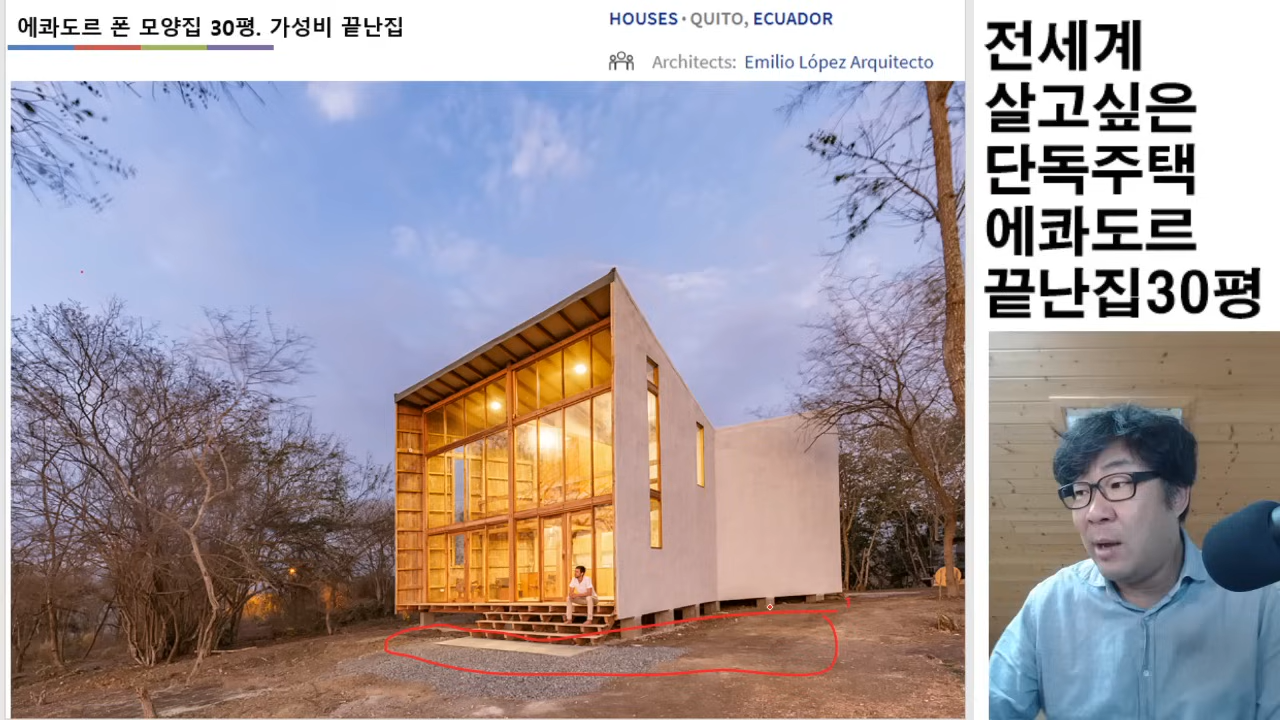 에콰도르 폰 모양집 30평. 가성비 끝난집
HOUSES • QUITO, ECUADOR
Architects: Emilio López Arquitecto
전세계
살고싶은
단독주택
에콰도르
끝난집30평